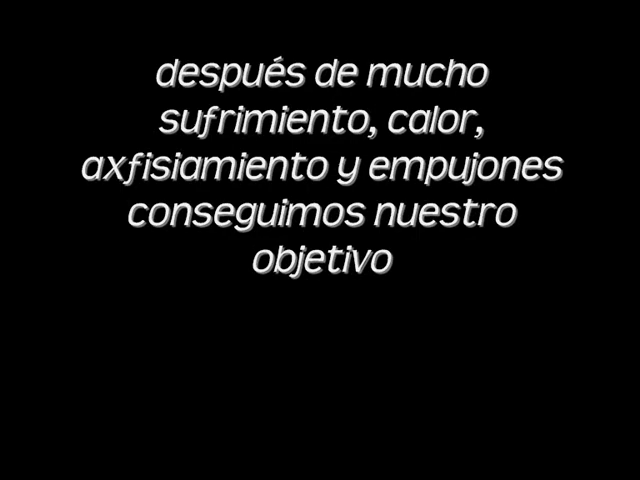 después de mucho
sufrimiento, calor,
axfisiamiento y empujones
conseguimos nuestro
objetivo